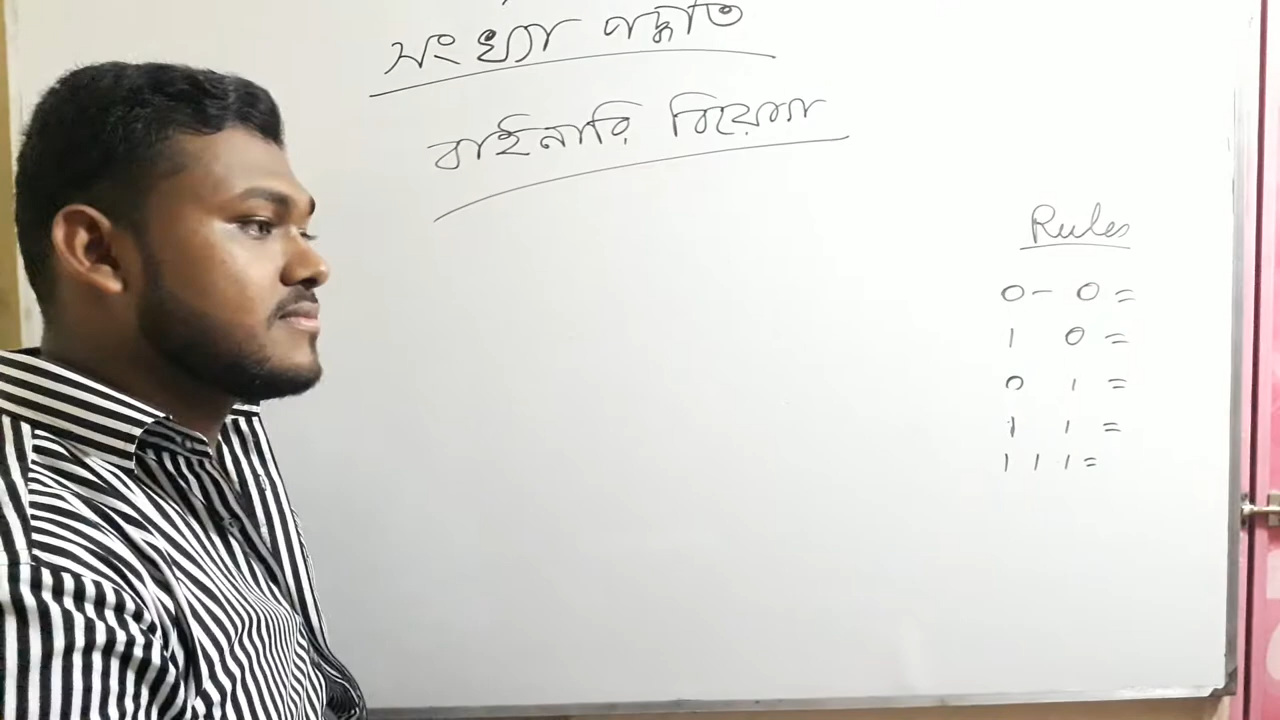 সংখ্যা পদ্ধতি
বাইনারি বিয়োগ
Rules
0 - 0 =
1 0 =
0 1 =
1 1 =
1 1 1 =